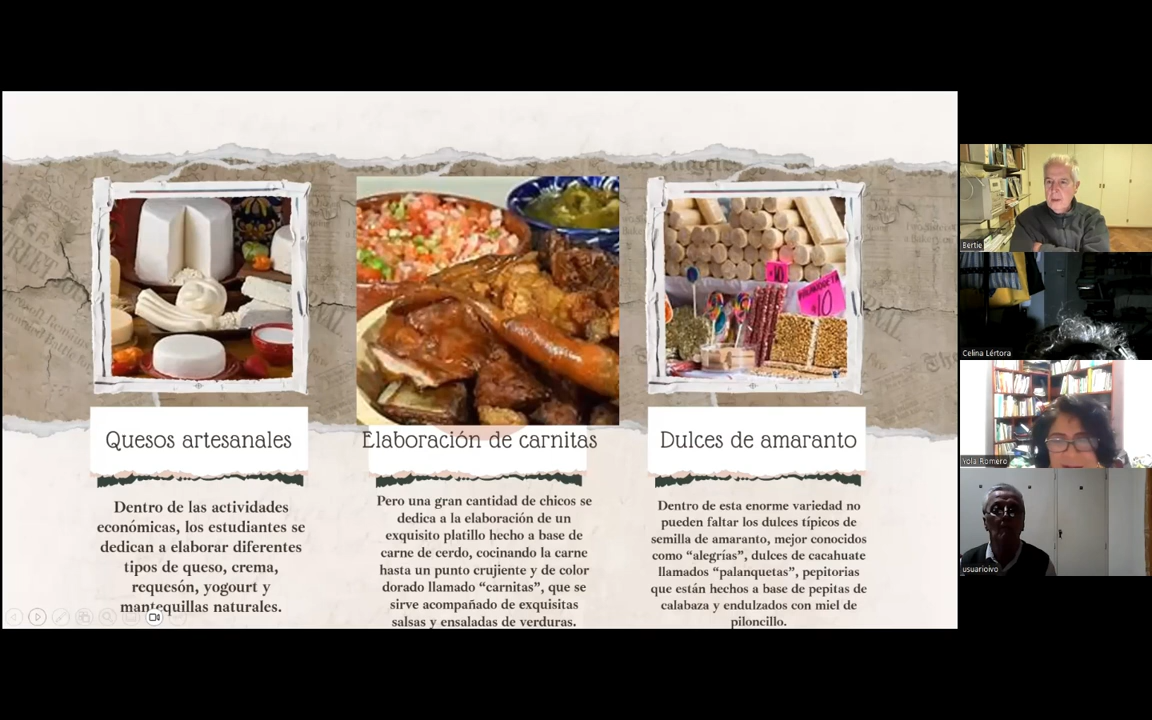 Quesos artesanales
Dentro de las actividades
económicas, los estudiantes se
dedican a elaborar diferentes
tipos de queso, crema,
requesón, yogourt y
mantequillas naturales.
Elaboración de carnitas
Pero una gran cantidad de chicos se
dedica a la elaboración de un
exquisito platillo hecho a base de
carne de cerdo, cocinando la carne
hasta un punto crujiente y de color
dorado llamado “carnitas”, que se
sirve acompañado de exquisitas
salsas y ensaladas de verduras.
PALANQUETA
$10
Dulces de amaranto
Dentro de esta enorme variedad no
pueden faltar los dulces típicos de
semilla de amaranto, mejor conocidos
como “alegrías”, dulces de cacahuate
llamados “palanquetas”, pepitorias
que están hechos a base de pepitas de
calabaza y endulzados con miel de
piloncillo.
Bertie
Celina Lértora
Yola Romero
usuarioivo